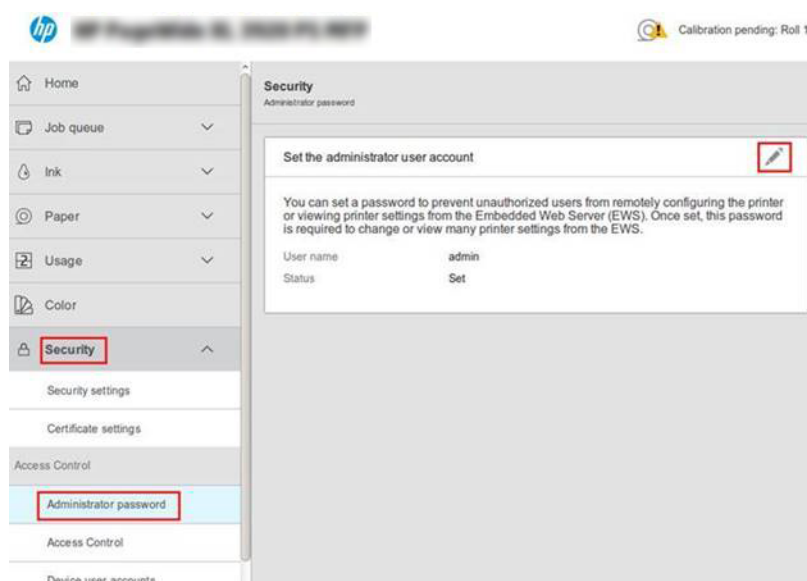 hp
Calibration pending: Roll 1
Home
Job queue
Ink
Paper
Usage
Color
Security
Security settings
Certificate settings
Access Control
Administrator password
Access Control
Device user accounts
Security
Administrator password
Set the administrator user account
You can set a password to prevent unauthorized users from remotely configuring the printer
or viewing printer settings from the Embedded Web Server (EWS). Once set, this password
is required to change or view many printer settings from the EWS.
User name admin
Status Set